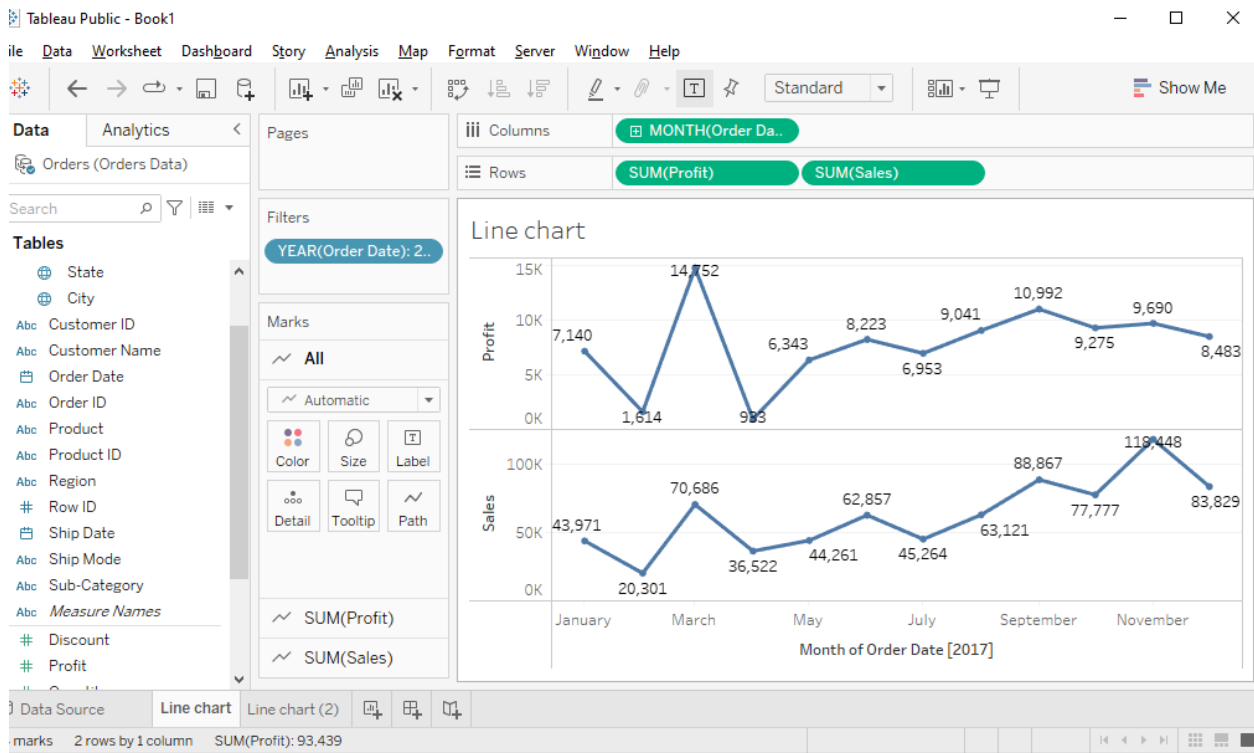 Tableau Public - Book1
ile Data Worksheet Dashboard Story Analysis Map Format Server Window Help
Standard
Show Me
Data Analytics
Orders (Orders Data)
Search
Tables
State
City
Abc Customer ID
Abc Customer Name
Order Date
Abc Order ID
Abc Product
Abc Product ID
Abc Region
# Row ID
Ship Date
Abc Ship Mode
Abc Sub-Category
Abc Measure Names
# Discount
# Profit
Pages
Filters
YEAR(Order Date): 2..
Marks
All
Automatic
Color Size Label
Detail Tooltip Path
SUM(Profit)
SUM(Sales)
Columns MONTH(Order Da..
Rows SUM(Profit) SUM(Sales)
Line chart
Profit
15K
10K
5K
0K
7,140
1,614
14,752
933
6,343
8,223
6,953
9,041
10,992
9,275
9,690
8,483
Sales
100K
50K
0K
43,971
20,301
70,686
36,522
44,261
62,857
45,264
63,121
88,867
77,777
118,448
83,829
January March May July September November
Month of Order Date [2017]
Data Source Line chart Line chart (2)
marks 2 rows by 1 column SUM(Profit): 93,439